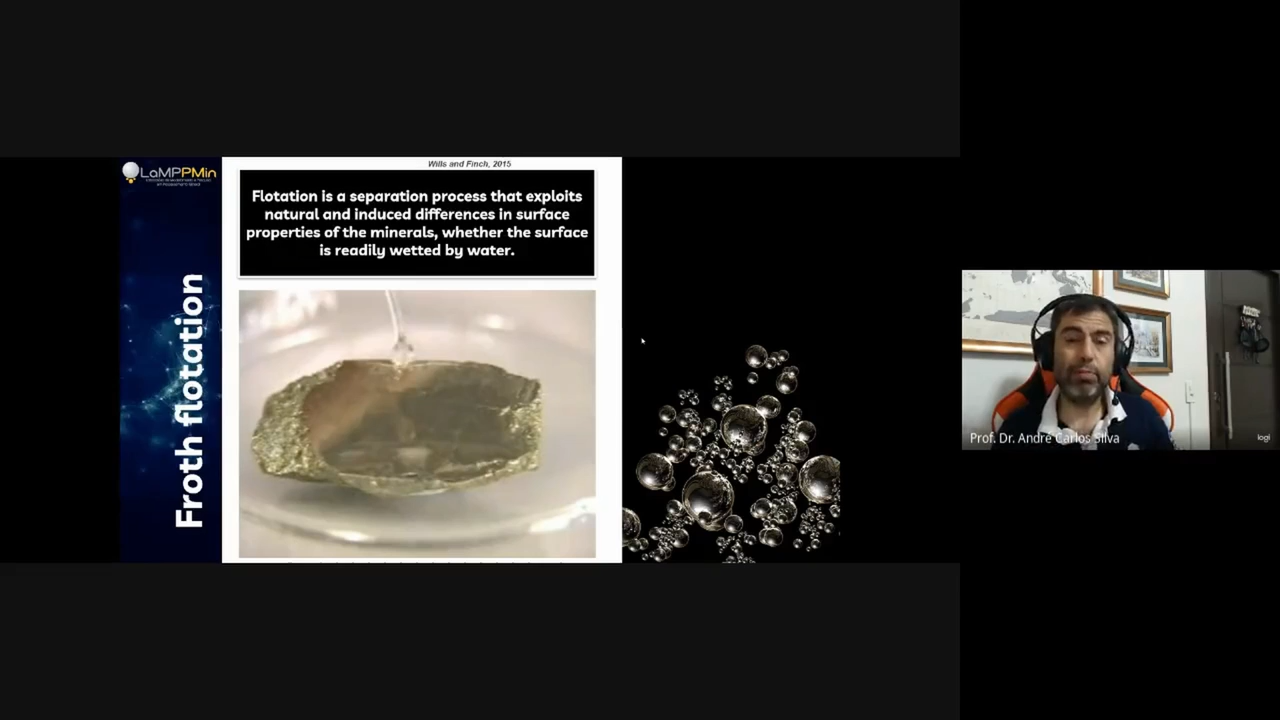 LaMPPMin
Froth flotation
Wills and Finch, 2015
Flotation is a separation process that exploits
natural and induced differences in surface
properties of the minerals, whether the surface
is readily wetted by water.
Prof. Dr. André Carlos Silva
logi